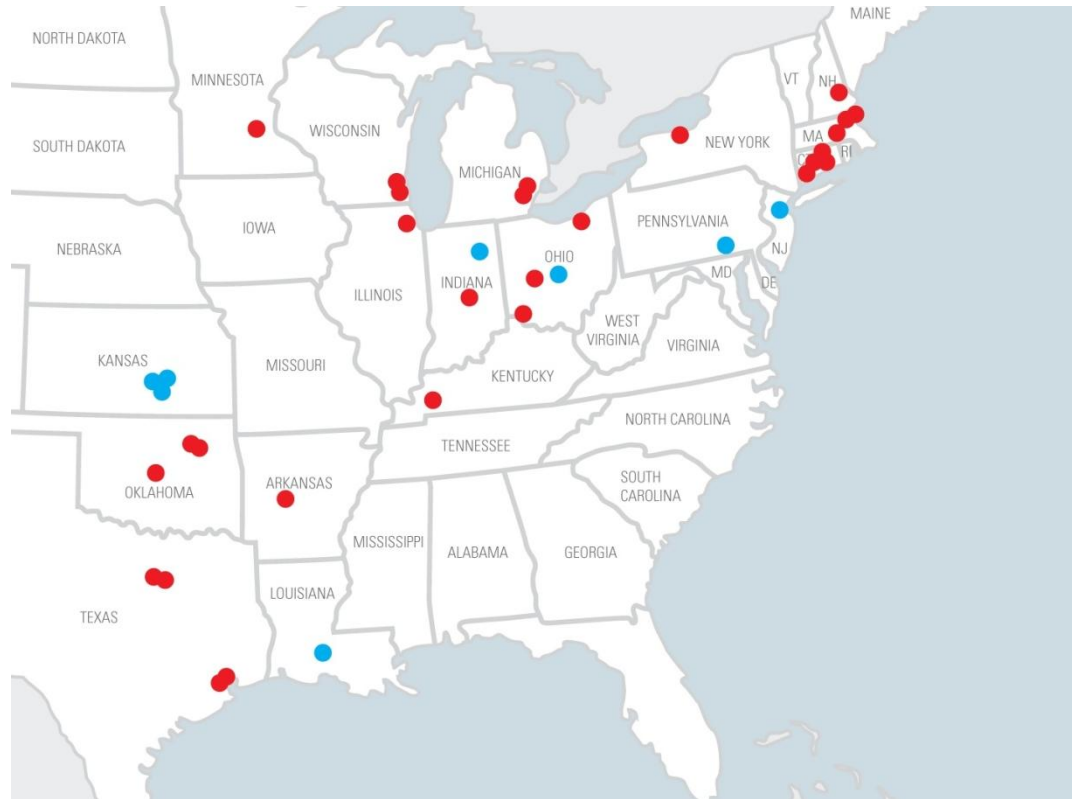 MAINE
NORTH DAKOTA
MINNESOTA
VT
NH
WISCONSIN
SOUTH DAKOTA
MICHIGAN
NEW YORK
MA
CT
RI
IOWA
PENNSYLVANIA
NEBRASKA
OHIO
NJ
MD
DE
INDIANA
ILLINOIS
WEST
VIRGINIA
VIRGINIA
KANSAS
MISSOURI
KENTUCKY
NORTH CAROLINA
TENNESSEE
OKLAHOMA
ARKANSAS
SOUTH
CAROLINA
MISSISSIPPI
ALABAMA
GEORGIA
LOUISIANA
TEXAS